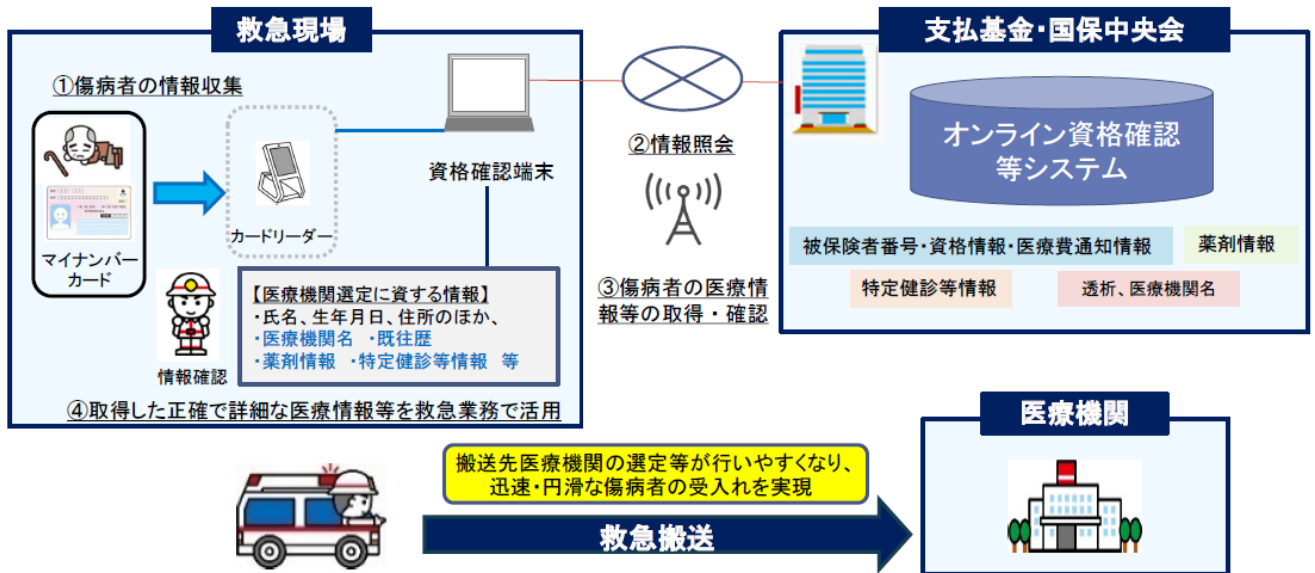 救急現場
①傷病者の情報収集
マイナンバー
カード
カードリーダー
資格確認端末
情報確認
【医療機関選定に資する情報】
・氏名、生年月日、住所のほか、
・医療機関名 ・既往歴
・薬剤情報 ・特定健診等情報 等
④取得した正確で詳細な医療情報等を救急業務で活用
②情報照会
③傷病者の医療情
報等の取得・確認
支払基金・国保中央会
オンライン資格確認
等システム
被保険者番号・資格情報・医療費通知情報
薬剤情報
特定健診等情報
透析、医療機関名
搬送先医療機関の選定等が行いやすくなり、
迅速・円滑な傷病者の受入れを実現
救急搬送
医療機関